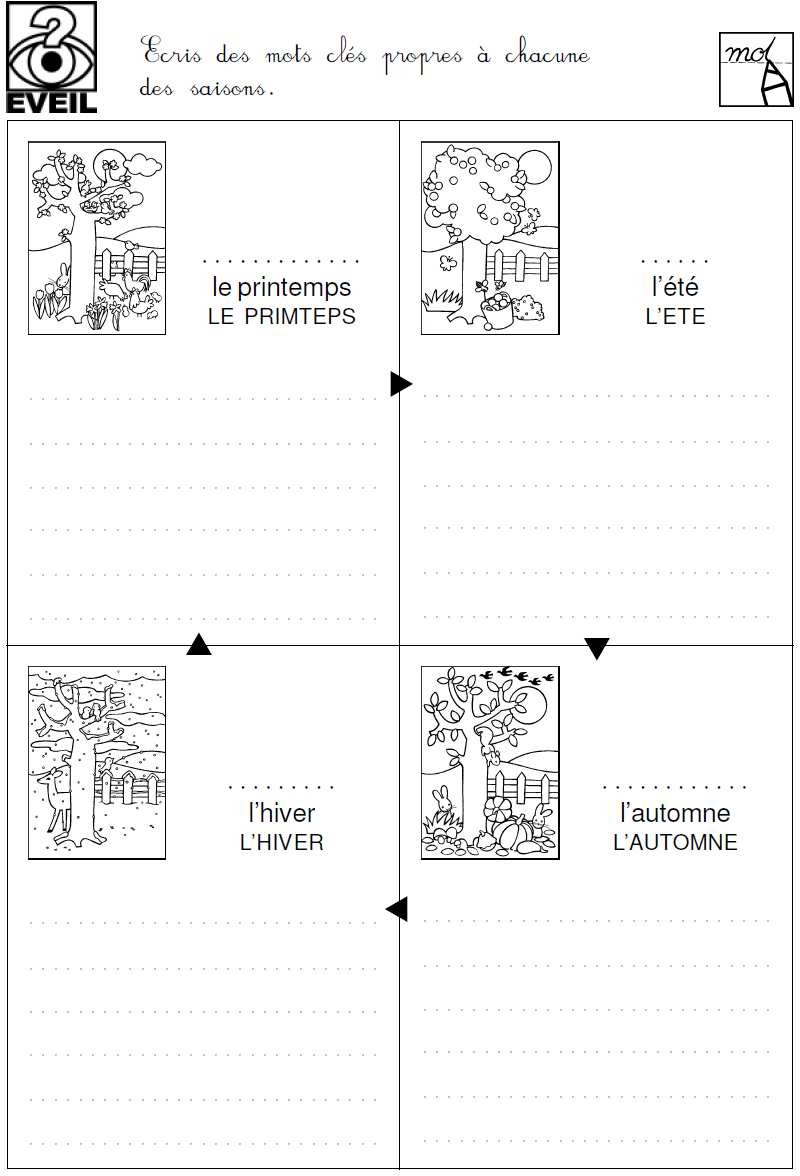 ?
EVEIL
Ecris des mots clés propres à chacune
des saisons.
mo
le printemps
LE PRIMTEPS
l'été
L'ETE
l'hiver
L'HIVER
l'automne
L'AUTOMNE